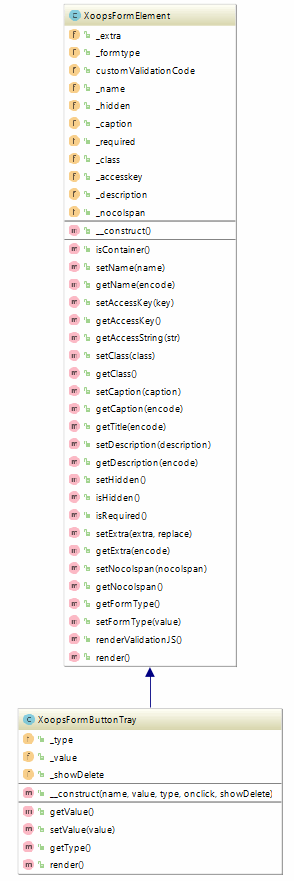 XoopsFormElement
_extra
_formtype
customValidationCode
_name
_hidden
_caption
_required
_class
_accesskey
_description
_nocolspan
__construct()
isContainer()
setName(name)
getName(encode)
setAccessKey(key)
getAccessKey()
getAccessString(str)
setClass(class)
getClass()
setCaption(caption)
getCaption(encode)
getTitle(encode)
setDescription(description)
getDescription(encode)
setHidden()
isHidden()
isRequired()
setExtra(extra, replace)
getExtra(encode)
setNocolspan(nocolspan)
getNocolspan()
getFormType()
setFormType(value)
renderValidationJS()
render()
XoopsFormButtonTray
_type
_value
_showDelete
__construct(name, value, type, onclick, showDelete)
getValue()
setValue(value)
getType()
render()